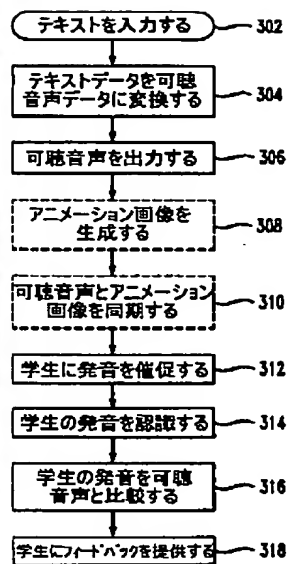 テキストを入力する
302
テキストデータを可聴
音声データに変換する
304
可聴音声を出力する
306
アニメーション画像を
生成する
308
可聴音声とアニメーション
画像を同期する
310
学生に発音を催促する
312
学生の発音を認識する
314
学生の発音を可聴
音声と比較する
316
学生にフィードバックを提供する
318